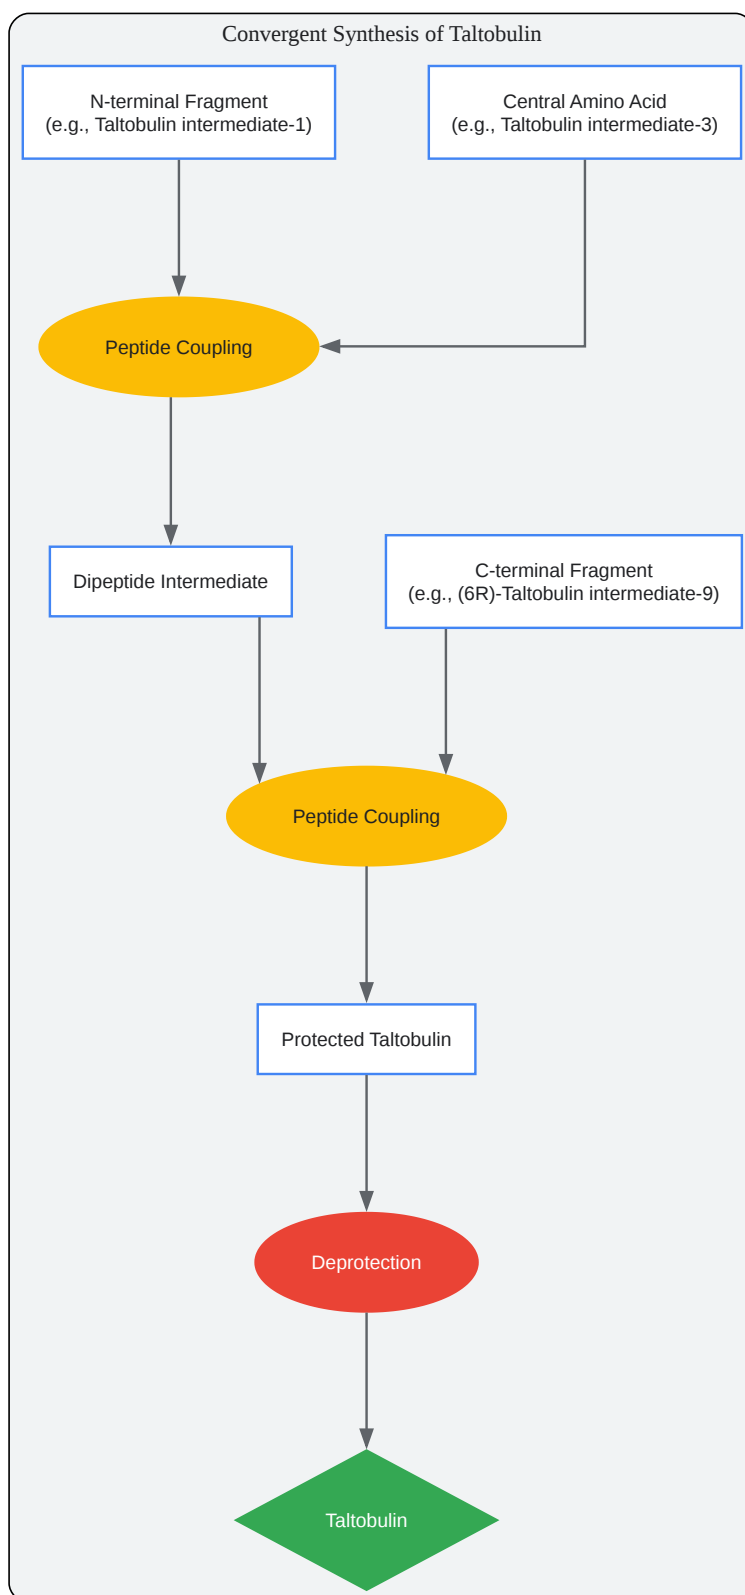 Convergent Synthesis of Taltobulin
N-terminal Fragment
(e.g., Taltobulin intermediate-1)
Central Amino Acid
(e.g., Taltobulin intermediate-3)
Peptide Coupling
Dipeptide Intermediate
C-terminal Fragment
(e.g., (6R)-Taltobulin intermediate-9)
Peptide Coupling
Protected Taltobulin
Deprotection
Taltobulin